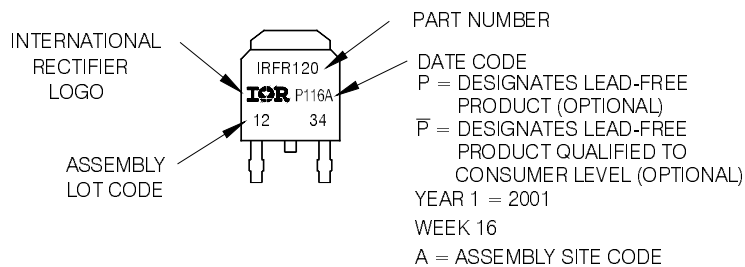 INTERNATIONAL
RECTIFIER
LOGO
ASSEMBLY
LOT CODE
IRFR120
IOR P116A
12 34
PART NUMBER
DATE CODE
P = DESIGNATES LEAD-FREE
PRODUCT (OPTIONAL)
P̅ = DESIGNATES LEAD-FREE
PRODUCT QUALIFIED TO
CONSUMER LEVEL (OPTIONAL)
YEAR 1 = 2001
WEEK 16
A = ASSEMBLY SITE CODE